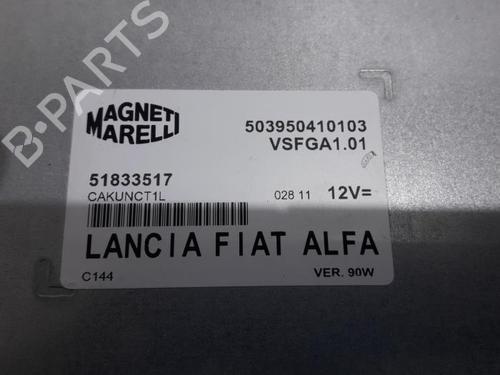 B-PARTS
MAGNETI
MARELLI
503950410103
VSFGA1.01
51833517
CAKUNCT1L
028 11 12V=
LANCIA FIAT ALFA
C144 VER. 90W